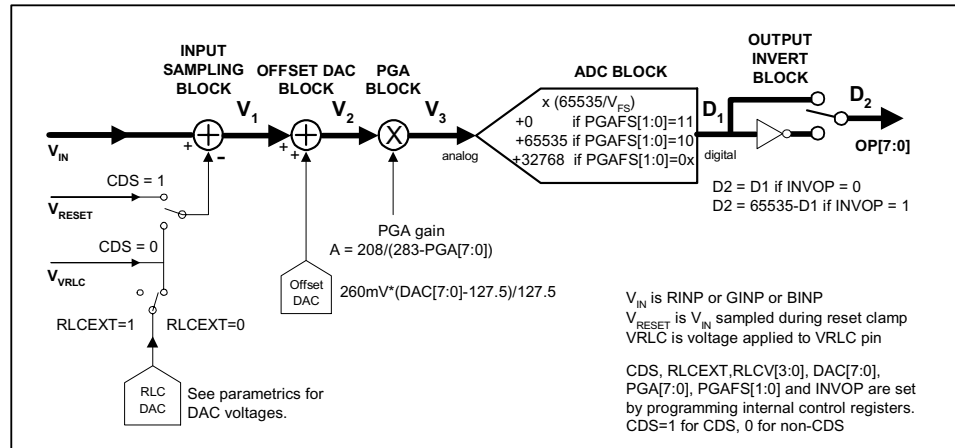 INPUT
SAMPLING
BLOCK
OFFSET DAC
BLOCK
PGA
BLOCK
ADC BLOCK
OUTPUT
INVERT
BLOCK
V1
V2
V3
x (65535/VFS)
+0 if PGAFS[1:0]=11
+65535 if PGAFS[1:0]=10
+32768 if PGAFS[1:0]=0x
D1
D2
VIN
+
-
+
+
X
analog
digital
OP[7:0]
CDS = 1
VRESET
CDS = 0
VVRLC
PGA gain
A = 208/(283-PGA[7:0])
D2 = D1 if INVOP = 0
D2 = 65535-D1 if INVOP = 1
Offset
DAC
260mV*(DAC[7:0]-127.5)/127.5
RLCEXT=1
RLCEXT=0
RLC
DAC
See parametrics for
DAC voltages.
VIN is RINP or GINP or BINP
VRESET is VIN sampled during reset clamp
VRLC is voltage applied to VRLC pin
CDS, RLCEXT,RLCV[3:0], DAC[7:0],
PGA[7:0], PGAFS[1:0] and INVOP are set
by programming internal control registers.
CDS=1 for CDS, 0 for non-CDS